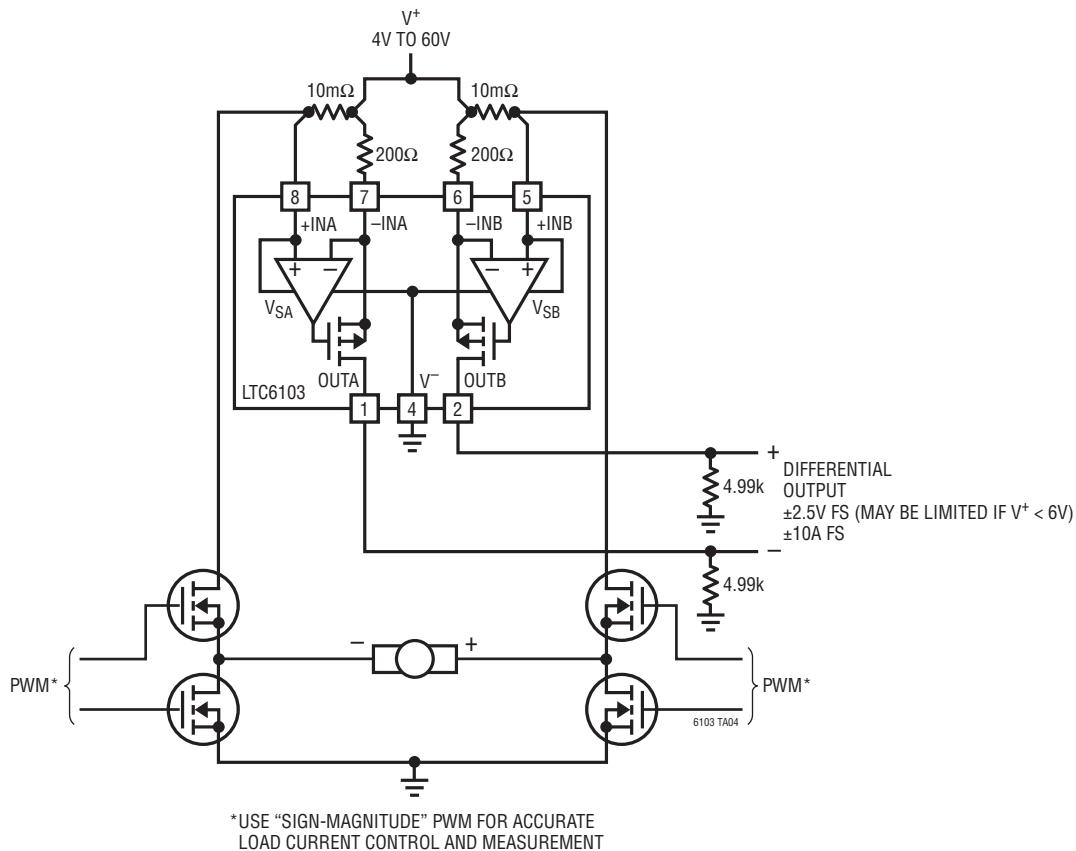 V+
4V TO 60V
10mΩ
10mΩ
200Ω
200Ω
8
7
6
5
+INA
–INA
–INB
+INB
+
–
–
+
VSA
VSB
OUTA
V–
OUTB
LTC6103
1
4
2
+
4.99k
DIFFERENTIAL
OUTPUT
±2.5V FS (MAY BE LIMITED IF V+ < 6V)
±10A FS
–
4.99k
–
+
PWM*
PWM*
6103 TA04
*USE “SIGN-MAGNITUDE” PWM FOR ACCURATE
LOAD CURRENT CONTROL AND MEASUREMENT